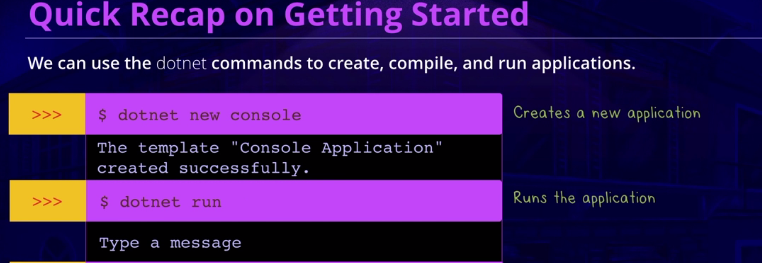 Quick Recap on Getting Started
We can use the dotnet commands to create, compile, and run applications.
>>> $ dotnet new console Creates a new application
The template "Console Application"
created successfully.
>>> $ dotnet run Runs the application
Type a message